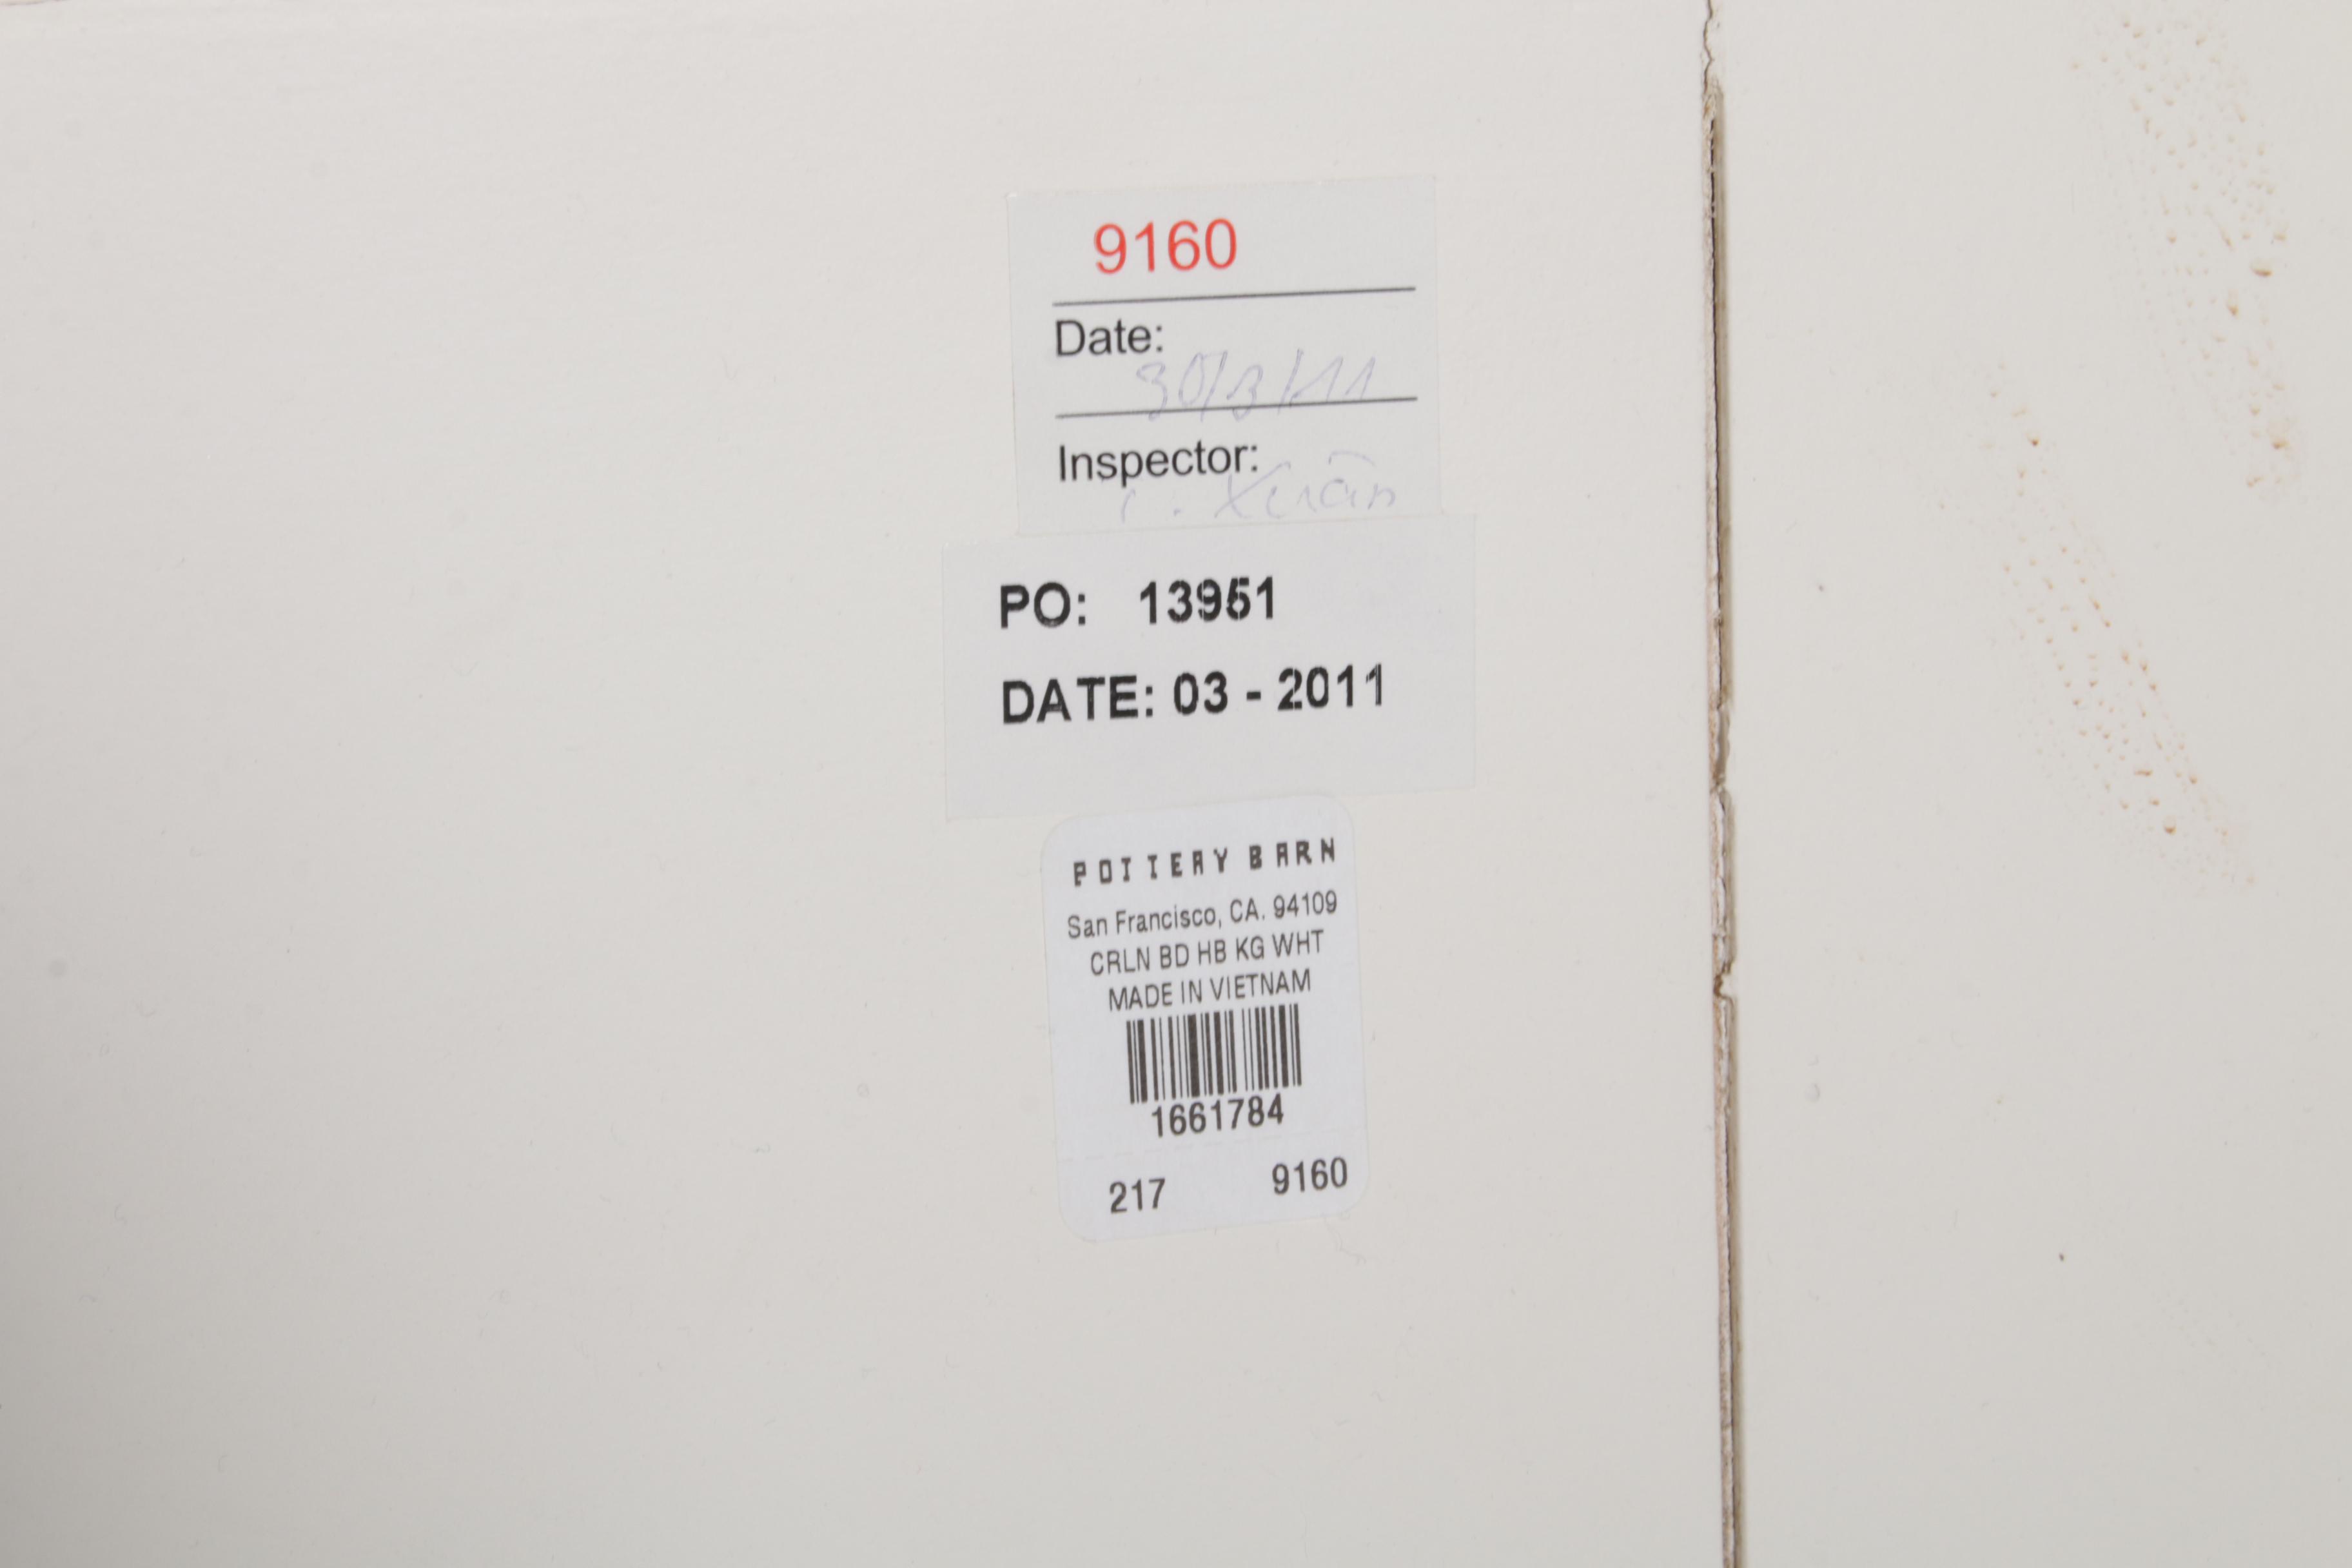 9160
Date:
30/3/11
Inspector:
Xuân
PO: 13951
DATE: 03 - 2011
POTTERY BARN
San Francisco, CA. 94109
CRLN BD HB KG WHT
MADE IN VIETNAM
1661784
217 9160